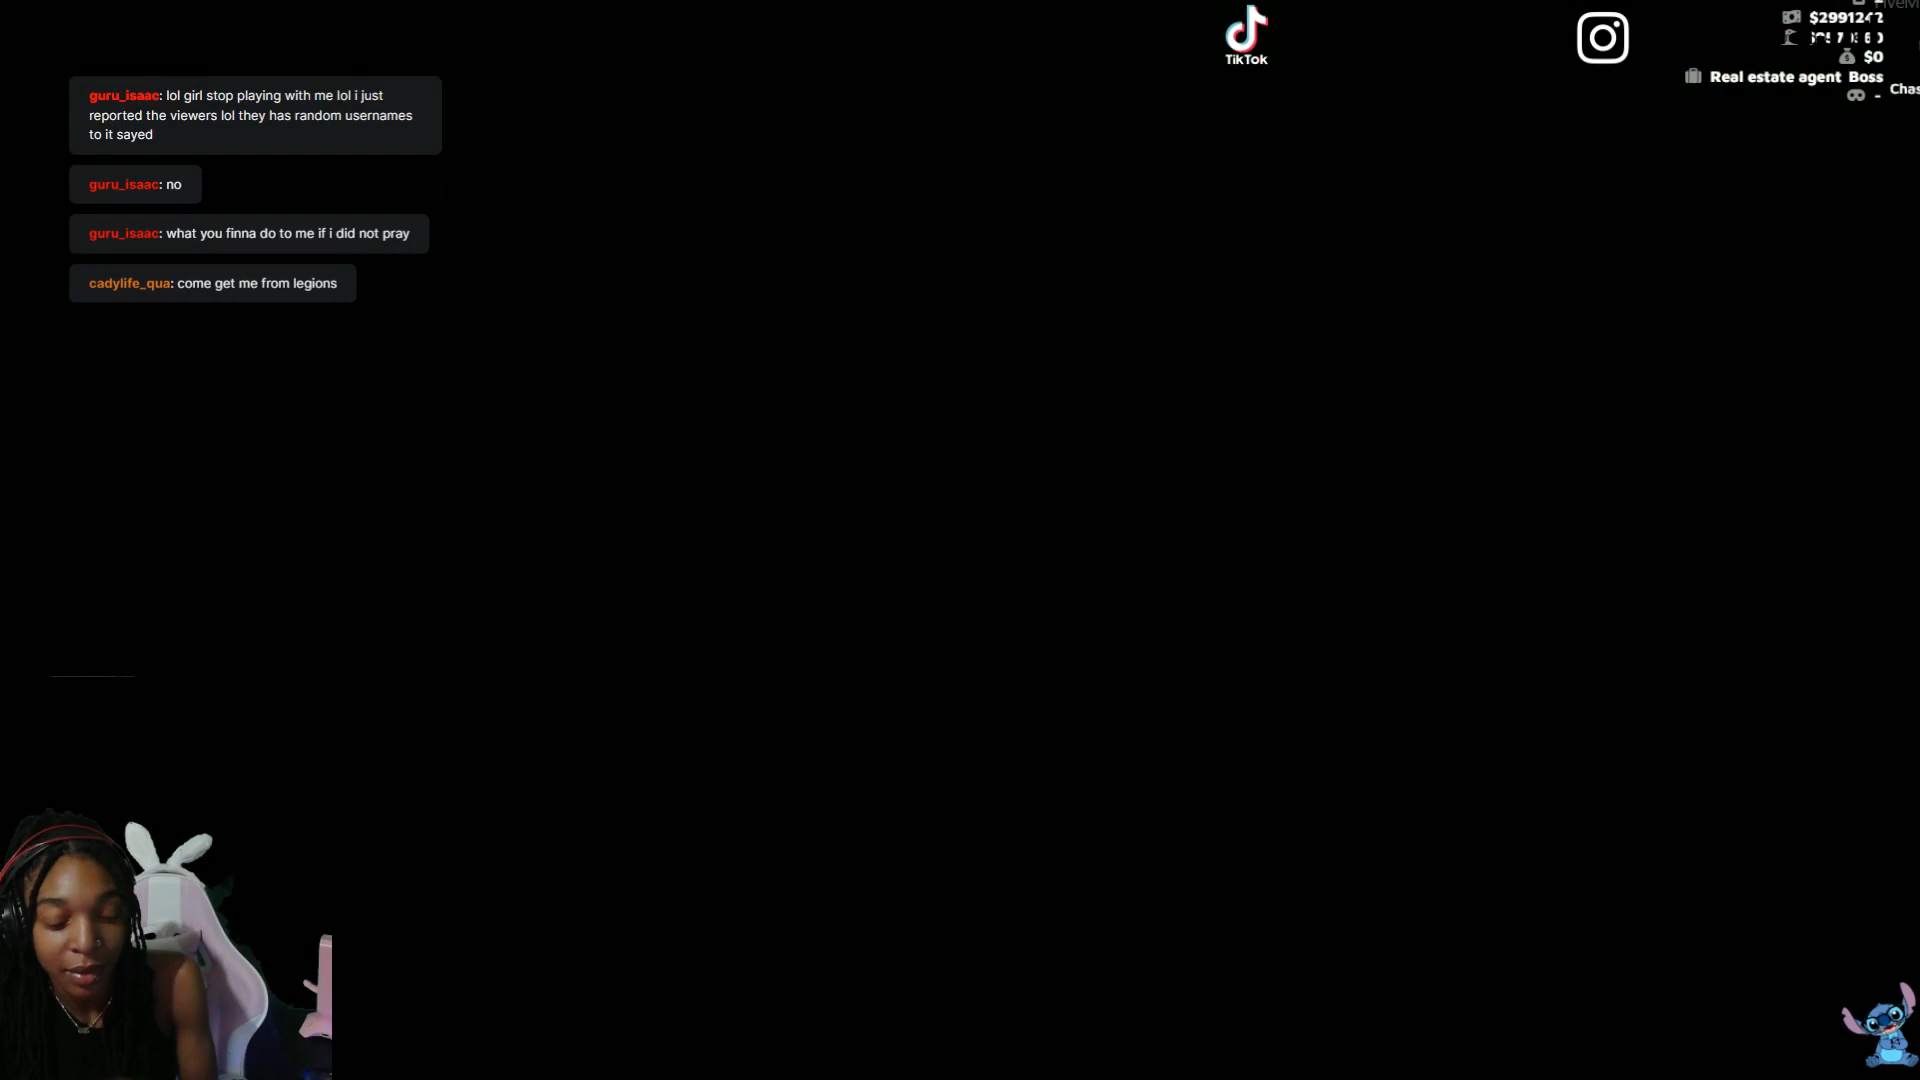 TikTok
$0
Real estate agent Boss
-
Chas
guru_isaac: lol girl stop playing with me lol i just
reported the viewers lol they has random usernames
to it sayed
guru_isaac: no
guru_isaac: what you finna do to me if i did not pray
cadylife_qua: come get me from legions